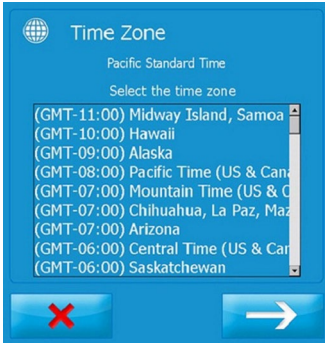 Time Zone
Pacific Standard Time
Select the time zone
(GMT-11:00) Midway Island, Samoa
(GMT-10:00) Hawaii
(GMT-09:00) Alaska
(GMT-08:00) Pacific Time (US & Cana
(GMT-07:00) Mountain Time (US & C
(GMT-07:00) Chihuahua, La Paz, Maz
(GMT-07:00) Arizona
(GMT-06:00) Central Time (US & Can
(GMT-06:00) Saskatchewan